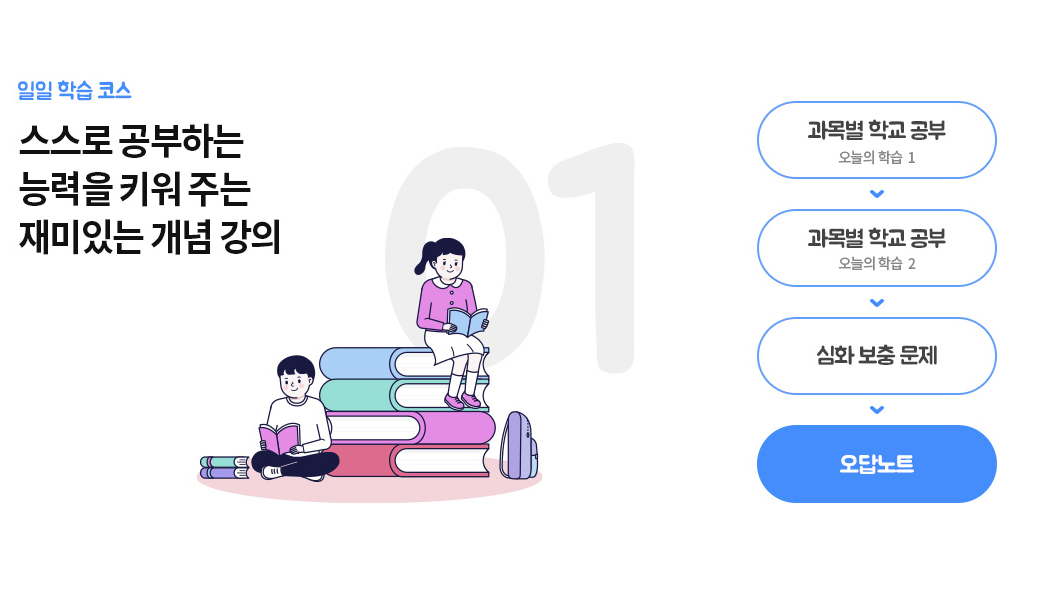 일일 학습 코스
스스로 공부하는
능력을 키워 주는
재미있는 개념 강의
01
과목별 학교 공부
오늘의 학습 1
과목별 학교 공부
오늘의 학습 2
심화 보충 문제
오답노트